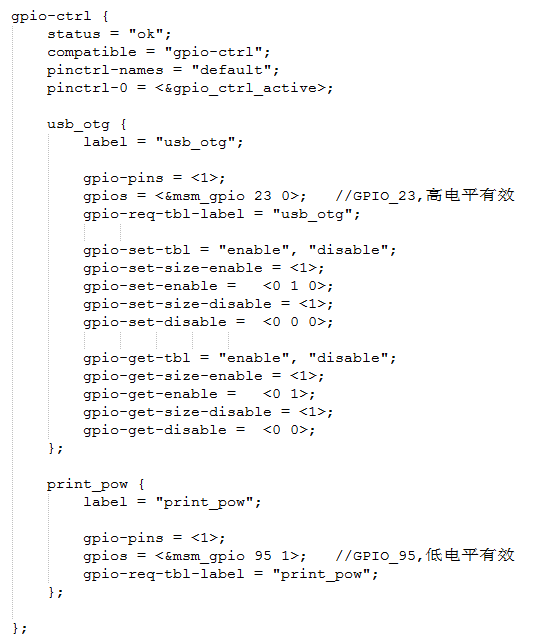 gpio-ctrl {
    status = "ok";
    compatible = "gpio-ctrl";
    pinctrl-names = "default";
    pinctrl-0 = <&gpio_ctrl_active>;

    usb_otg {
        label = "usb_otg";

        gpio-pins = <1>;
        gpios = <&msm_gpio 23 0>;   //GPIO_23,高电平有效
        gpio-req-tbl-label = "usb_otg";

        gpio-set-tbl = "enable", "disable";
        gpio-set-size-enable = <1>;
        gpio-set-enable =   <0 1 0>;
        gpio-set-size-disable = <1>;
        gpio-set-disable =  <0 0 0>;

        gpio-get-tbl = "enable", "disable";
        gpio-get-size-enable = <1>;
        gpio-get-enable =   <0 1>;
        gpio-get-size-disable = <1>;
        gpio-get-disable =  <0 0>;
    };

    print_pow {
        label = "print_pow";

        gpio-pins = <1>;
        gpios = <&msm_gpio 95 1>;   //GPIO_95,低电平有效
        gpio-req-tbl-label = "print_pow";
    };

};